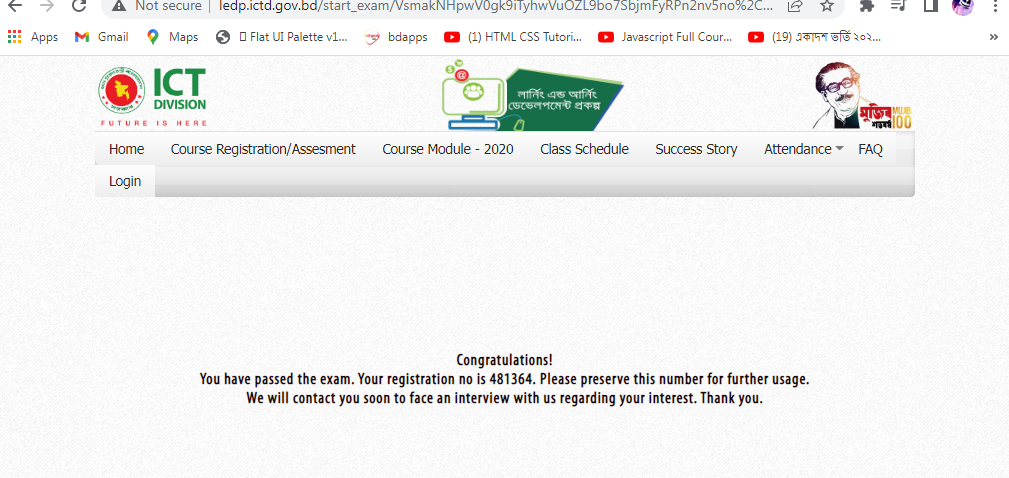 Not secure | ledp.ictd.gov.bd/start_exam/VsmakNHpwV0gk9iTyhwVuOZL9bo7SbjmFyRPn2nv5no%2C...
Apps Gmail Maps Flat UI Palette v1... bdapps (1) HTML CSS Tutori... Javascript Full Cour... (19) একাদশ ভর্তি ২০২... »
ICT
DIVISION
FUTURE IS HERE
লার্নিং এন্ড আর্নিং
ডেভেলপমেন্ট প্রকল্প
মুজিব
শতবর্ষ
MUJIB
100
Home Course Registration/Assesment Course Module - 2020 Class Schedule Success Story Attendance FAQ
Login
Congratulations!
You have passed the exam. Your registration no is 481364. Please preserve this number for further usage.
We will contact you soon to face an interview with us regarding your interest. Thank you.